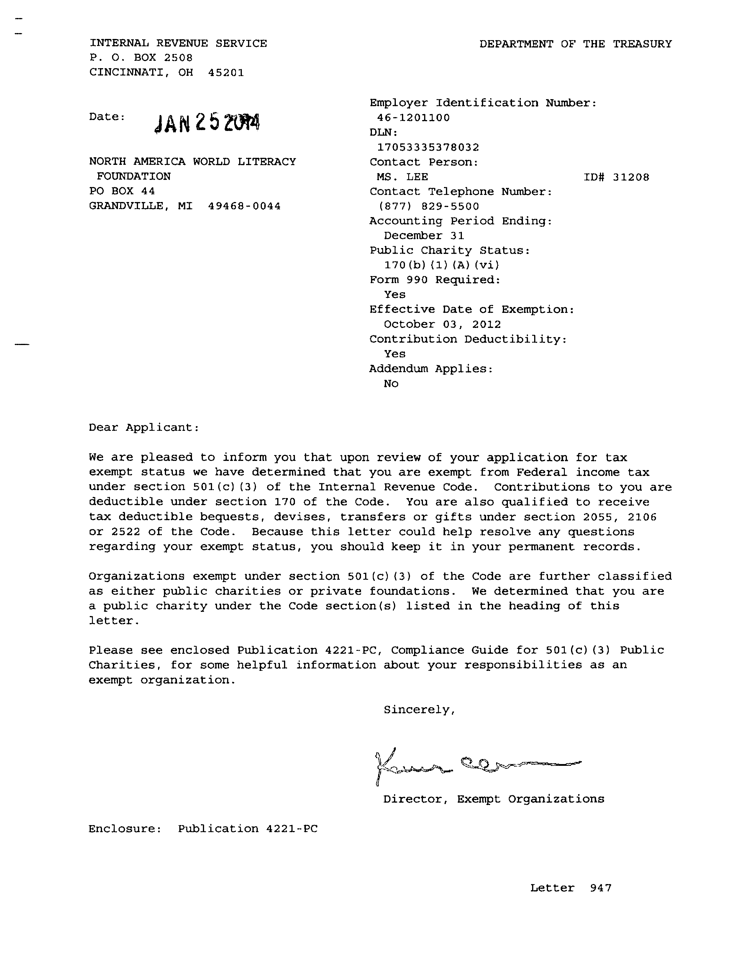 INTERNAL REVENUE SERVICE
P. O. BOX 2508
CINCINNATI, OH 45201
DEPARTMENT OF THE TREASURY
Date: JAN 25 2014
NORTH AMERICA WORLD LITERACY
FOUNDATION
PO BOX 44
GRANDVILLE, MI 49468-0044
Employer Identification Number:
46-1201100
DLN:
17053335378032
Contact Person:
MS. LEE ID# 31208
Contact Telephone Number:
(877) 829-5500
Accounting Period Ending:
December 31
Public Charity Status:
170(b)(1)(A)(vi)
Form 990 Required:
Yes
Effective Date of Exemption:
October 03, 2012
Contribution Deductibility:
Yes
Addendum Applies:
No
Dear Applicant:
We are pleased to inform you that upon review of your application for tax
exempt status we have determined that you are exempt from Federal income tax
under section 501(c)(3) of the Internal Revenue Code. Contributions to you are
deductible under section 170 of the Code. You are also qualified to receive
tax deductible bequests, devises, transfers or gifts under section 2055, 2106
or 2522 of the Code. Because this letter could help resolve any questions
regarding your exempt status, you should keep it in your permanent records.
Organizations exempt under section 501(c)(3) of the Code are further classified
as either public charities or private foundations. We determined that you are
a public charity under the Code section(s) listed in the heading of this
letter.
Please see enclosed Publication 4221-PC, Compliance Guide for 501(c)(3) Public
Charities, for some helpful information about your responsibilities as an
exempt organization.
Sincerely,
Director, Exempt Organizations
Enclosure: Publication 4221-PC
Letter 947